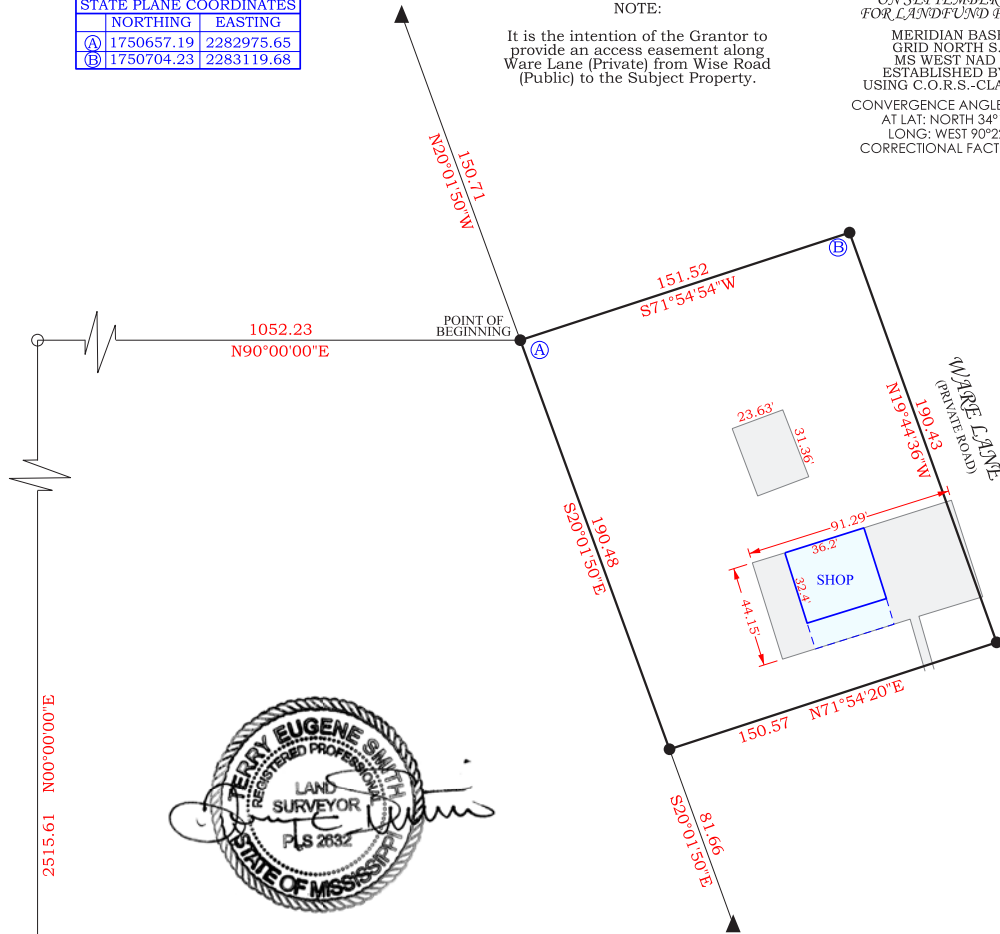 STATE PLANE COORDINATES
NORTHING EASTING
A 1750657.19 2282975.65
B 1750704.23 2283119.68
NOTE:
It is the intention of the Grantor to
provide an access easement along
Ware Lane (Private) from Wise Road
(Public) to the Subject Property.
ON SEPTEMBER
FOR LANDFUND
MERIDIAN
GRID NORTH
MS WEST NAD
ESTABLISHED BY
USING C.O.R.S.-
CONVERGENCE ANGLE
AT LAT: NORTH 34°
LONG: WEST 90°
CORRECTIONAL
150.71
N20°01'50"W
B
151.52
S71°54'54"W
POINT OF
BEGINNING
A
1052.23
N90°00'00"E
WARE LANE
(PRIVATE ROAD)
190.43
N19°44'36"W
23.63'
31.36'
190.48
S20°01'50"E
91.29'
36.2'
SHOP
32.4'
44.15'
150.57 N71°54'20"E
2515.61 N00°00'00"E
TERRY EUGENE SMITH
REGISTERED PROFESSIONAL
LAND
SURVEYOR
PLS 2632
STATE OF MISSISSIPPI
81.66
S20°01'50"E